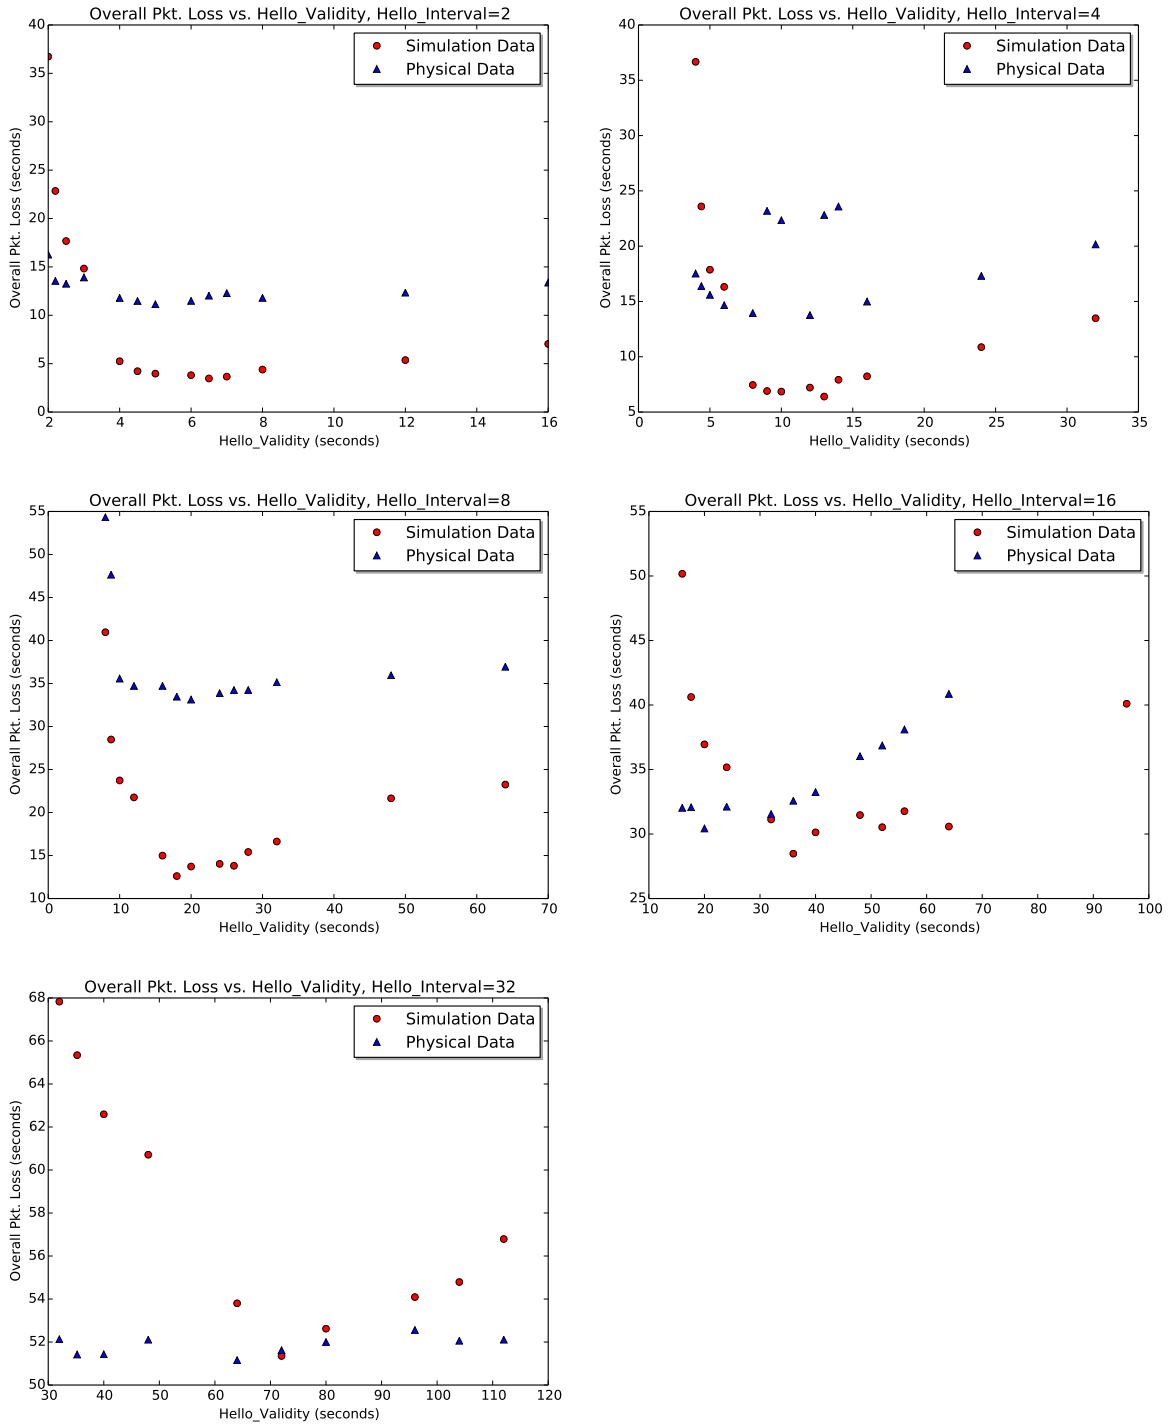 Overall Pkt. Loss vs. Hello_Validity, Hello_Interval=2
Simulation Data
Physical Data
Overall Pkt. Loss (seconds)
40
35
30
25
20
15
10
5
0
2 4 6 8 10 12 14 16
Hello_Validity (seconds)
Overall Pkt. Loss vs. Hello_Validity, Hello_Interval=4
Simulation Data
Physical Data
Overall Pkt. Loss (seconds)
40
35
30
25
20
15
10
5
0 5 10 15 20 25 30 35
Hello_Validity (seconds)
Overall Pkt. Loss vs. Hello_Validity, Hello_Interval=8
Simulation Data
Physical Data
Overall Pkt. Loss (seconds)
55
50
45
40
35
30
25
20
15
10
0 10 20 30 40 50 60 70
Hello_Validity (seconds)
Overall Pkt. Loss vs. Hello_Validity, Hello_Interval=16
Simulation Data
Physical Data
Overall Pkt. Loss (seconds)
55
50
45
40
35
30
25
10 20 30 40 50 60 70 80 90 100
Hello_Validity (seconds)
Overall Pkt. Loss vs. Hello_Validity, Hello_Interval=32
Simulation Data
Physical Data
Overall Pkt. Loss (seconds)
68
66
64
62
60
58
56
54
52
50
30 40 50 60 70 80 90 100 110 120
Hello_Validity (seconds)